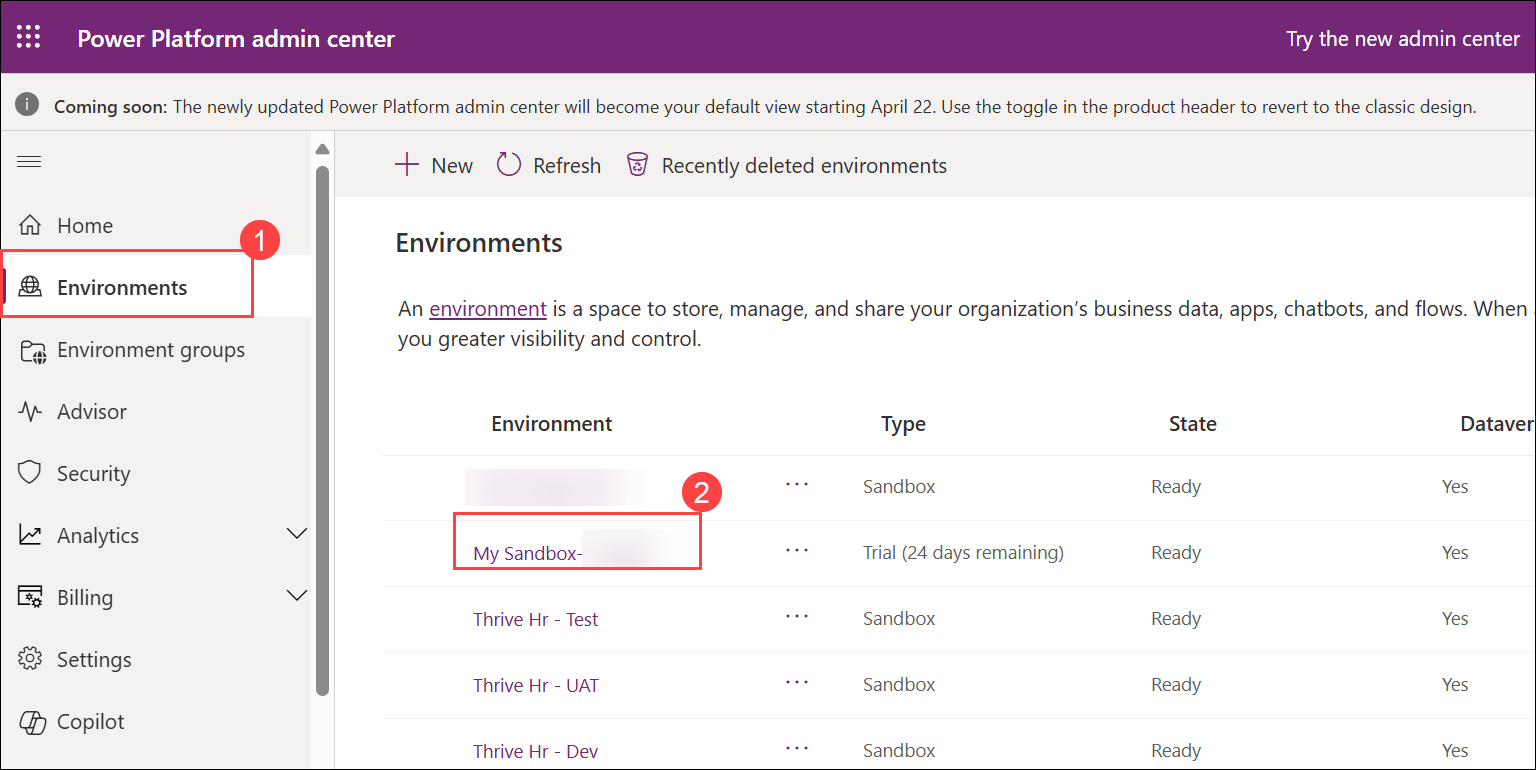 Power Platform admin center
Try the new admin center
Coming soon: The newly updated Power Platform admin center will become your default view starting April 22. Use the toggle in the product header to revert to the classic design.
New
Refresh
Recently deleted environments
Home
1
Environments
Environment groups
Advisor
Security
Analytics
Billing
Settings
Copilot
Environments
An environment is a space to store, manage, and share your organization’s business data, apps, chatbots, and flows. When
you greater visibility and control.
Environment Type State Dataver
Sandbox Ready Yes
2
My Sandbox- ... Trial (24 days remaining) Ready Yes
Thrive Hr - Test ... Sandbox Ready Yes
Thrive Hr - UAT ... Sandbox Ready Yes
Thrive Hr - Dev ... Sandbox Ready Yes